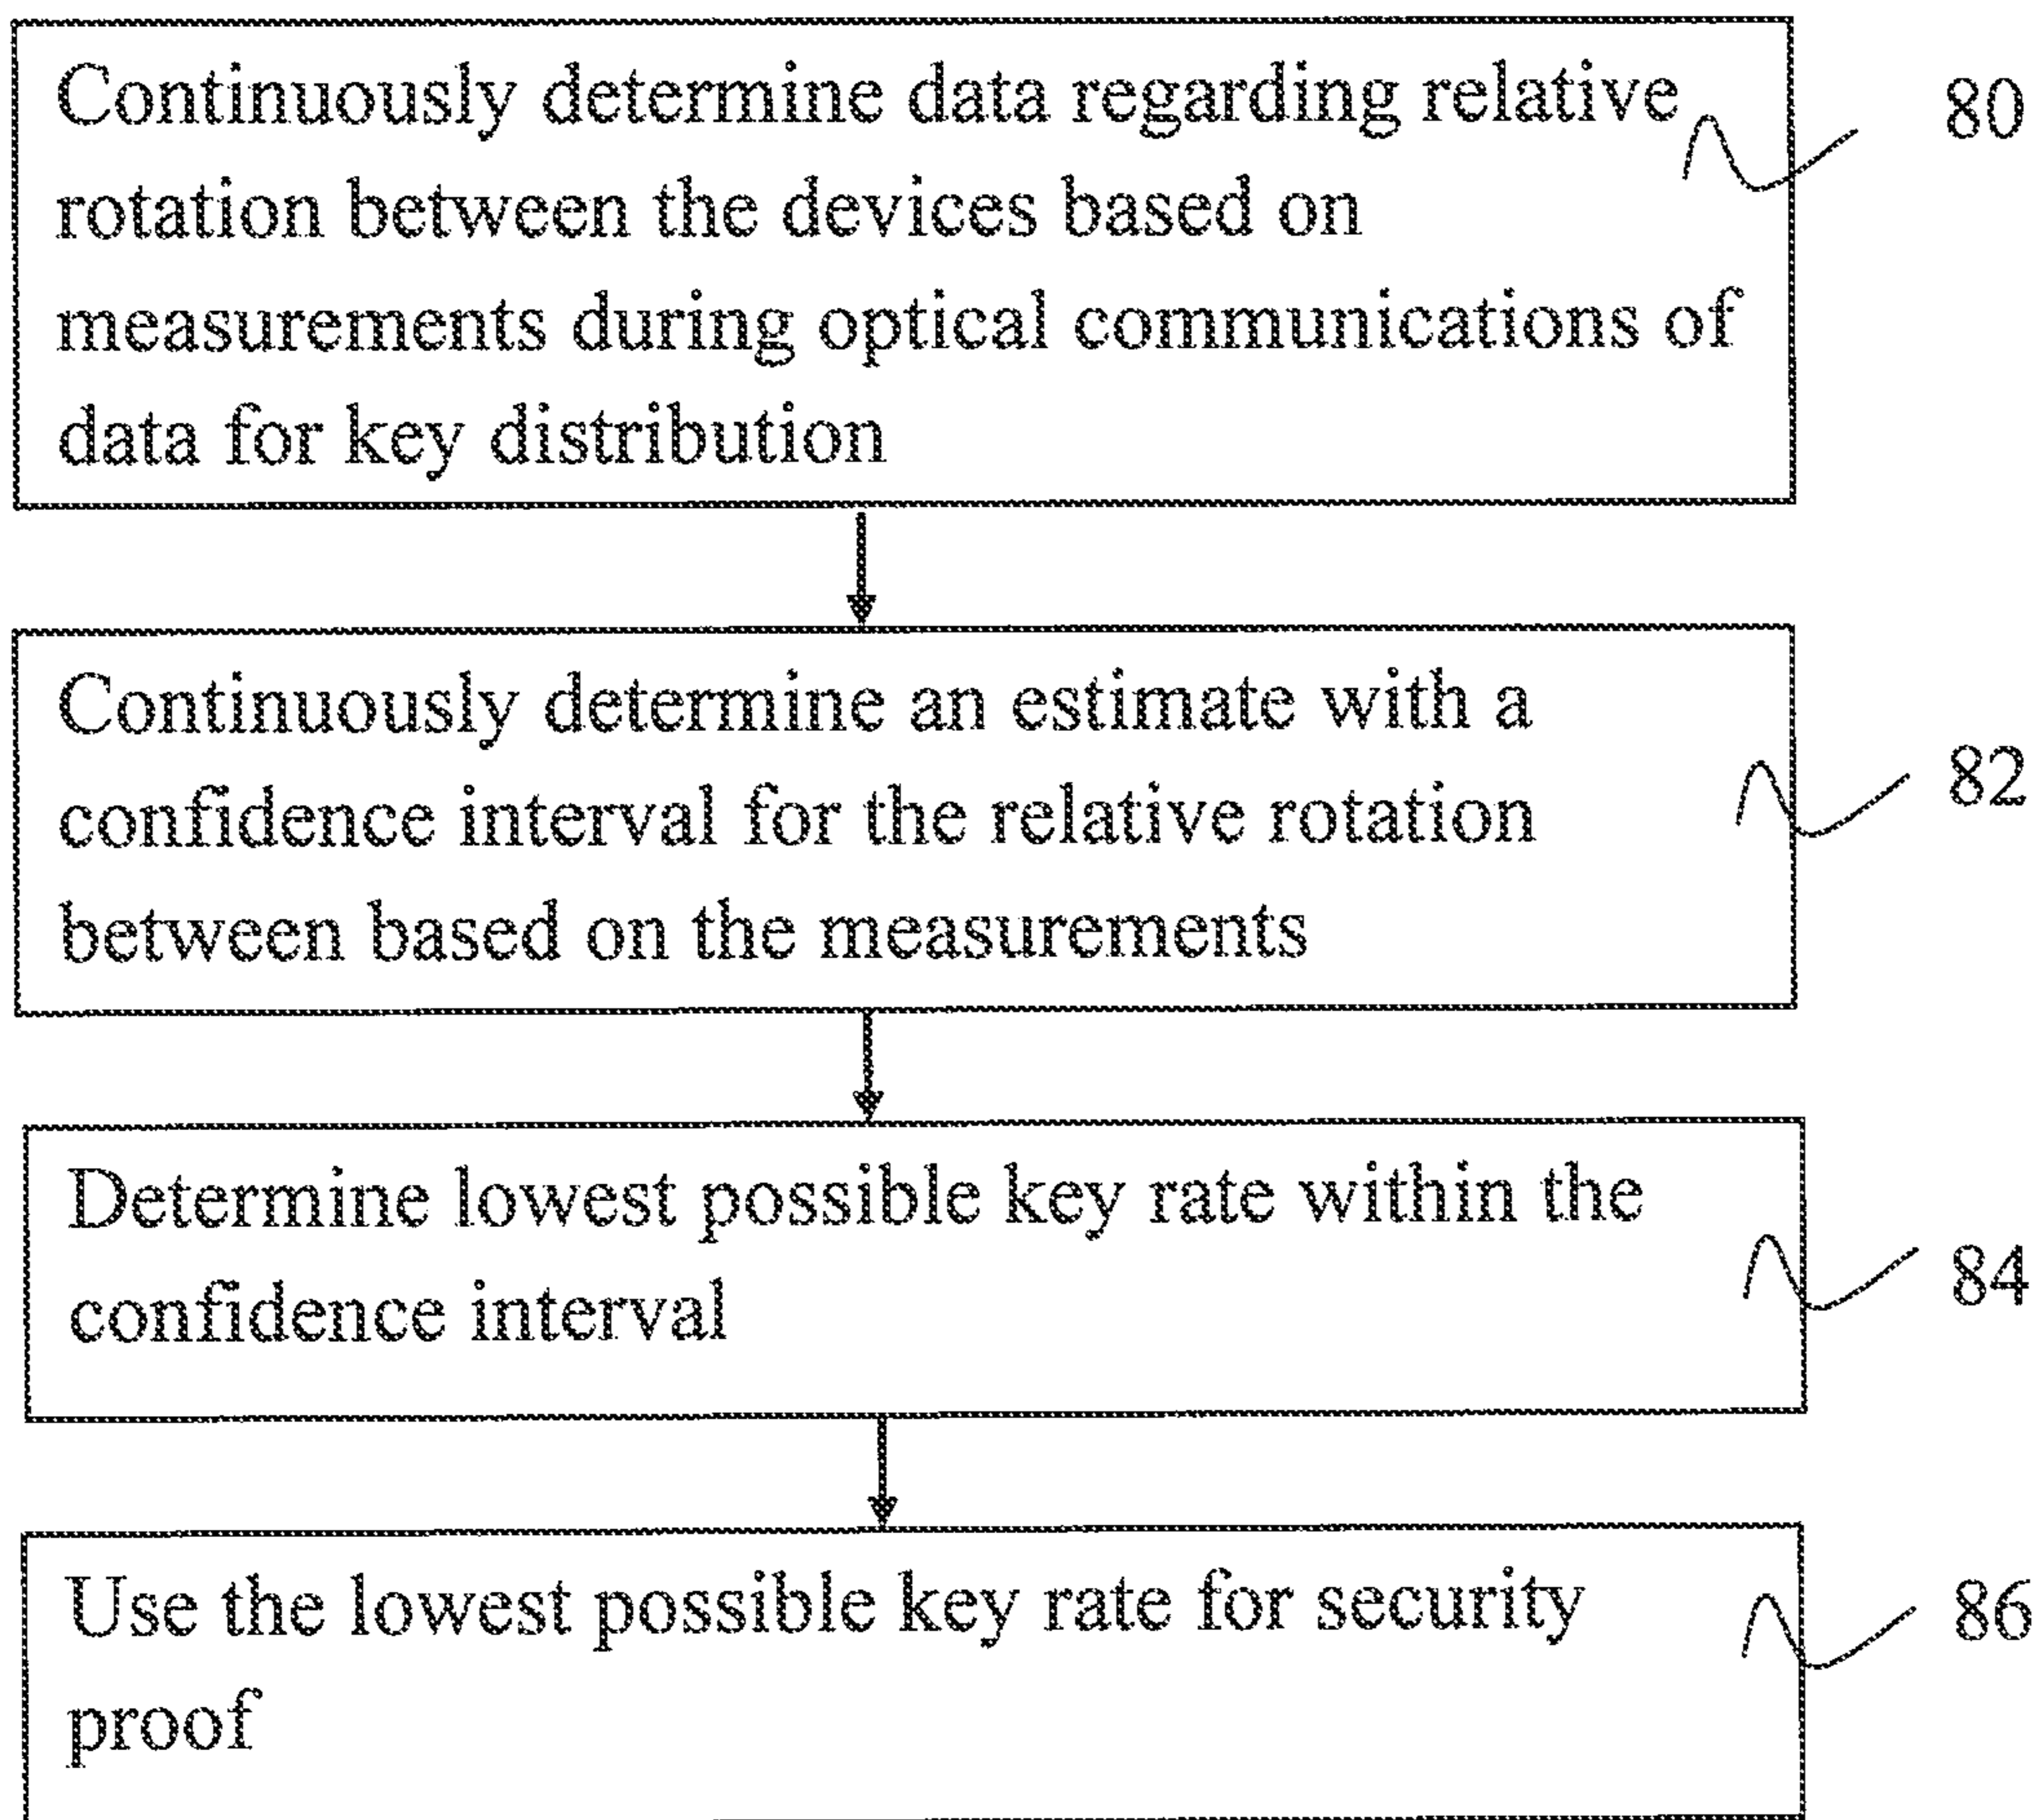 Continuously determine data regarding relative
80
rotation between the devices based on
measurements during optical communications of
data for key distribution
Continuously determine an estimate with a
82
confidence interval for the relative rotation
between based on the measurements
Determine lowest possible key rate within the
84
confidence interval
Use the lowest possible key rate for security
86
proof